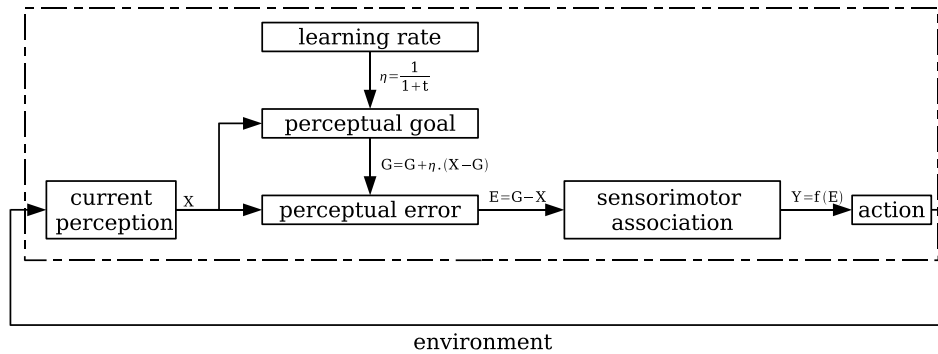 learning rate
η=1/1+t
perceptual goal
G=G+η.(X−G)
current
perception
X
perceptual error
E=G−X
sensorimotor
association
Y=f(E)
action
environment